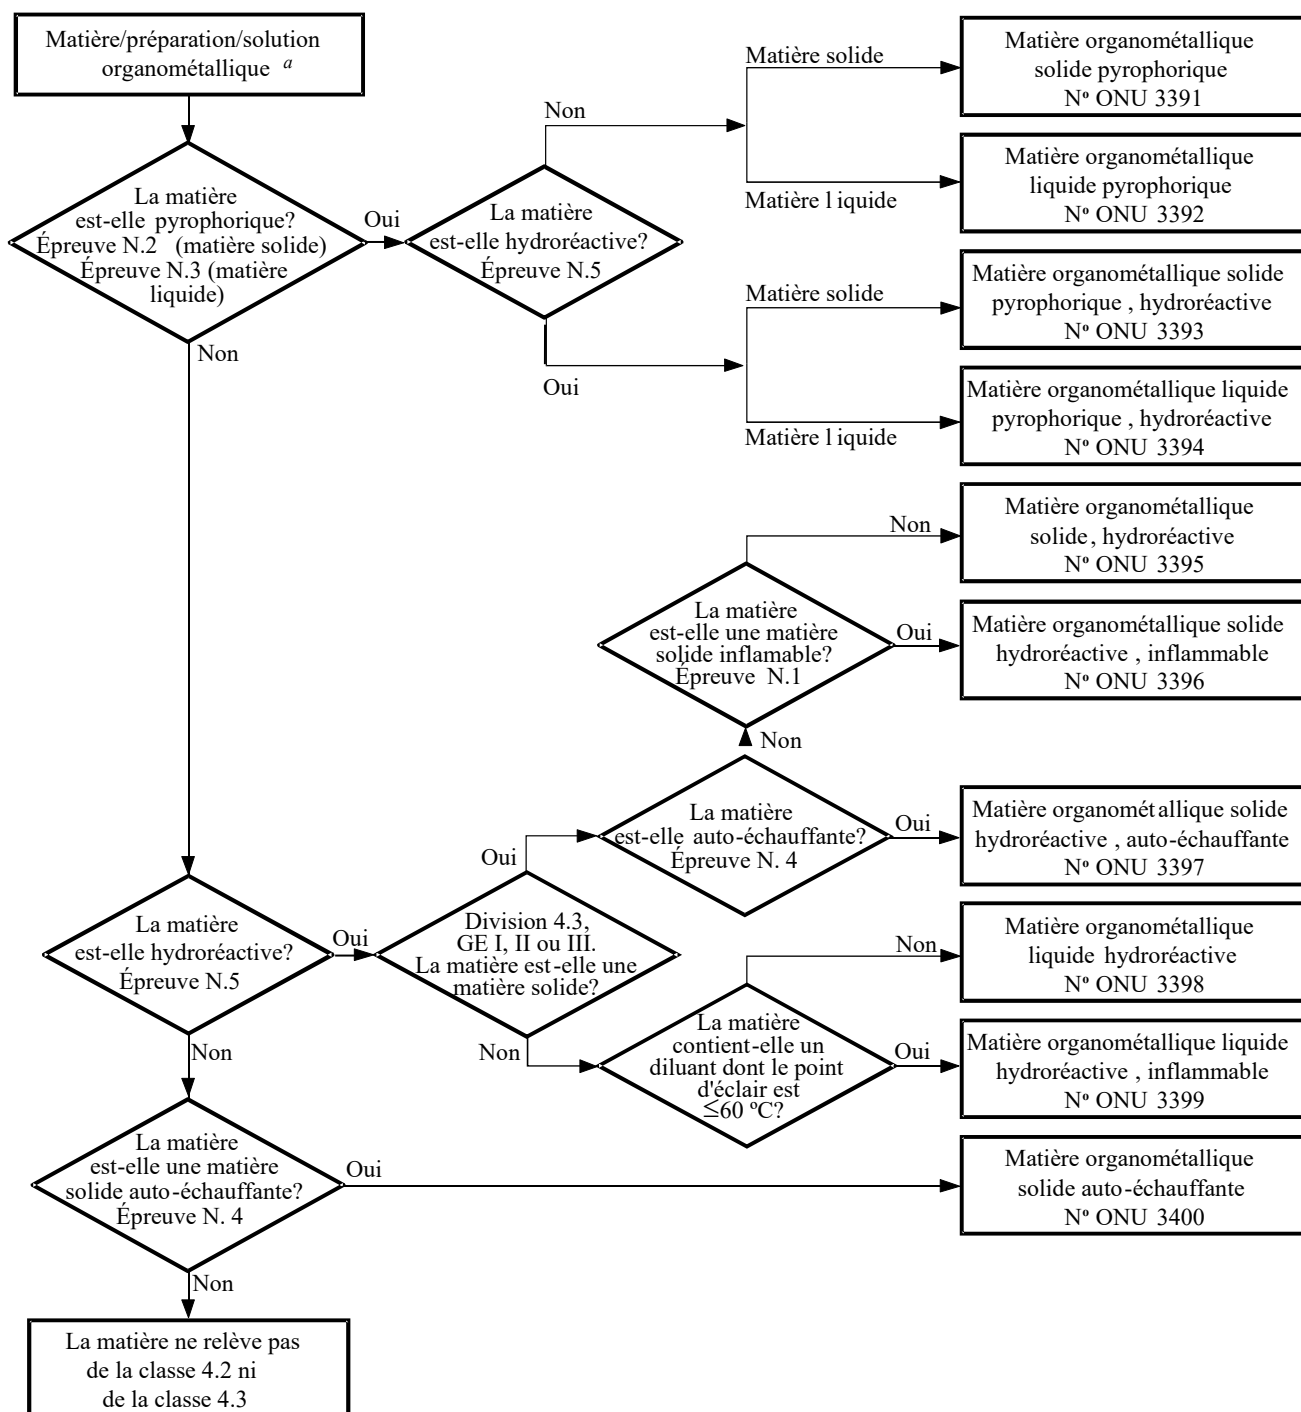 Matière/préparation/solution
organométallique a
La matière
est-elle pyrophorique?
Épreuve N.2 (matière solide)
Épreuve N.3 (matière
liquide)
Oui
Non
La matière
est-elle hydroréactive?
Épreuve N.5
Non
Oui
Matière solide
Matière l iquide
Matière solide
Matière l iquide
Matière organométallique
solide pyrophorique
Nº ONU 3391
Matière organométallique
liquide pyrophorique
Nº ONU 3392
Matière organométallique solide
pyrophorique , hydroréactive
Nº ONU 3393
Matière organométallique liquide
pyrophorique , hydroréactive
Nº ONU 3394
Non
Matière organométallique
solide, hydroréactive
Nº ONU 3395
La matière
est-elle une matière
solide inflamable?
Épreuve N.1
Oui
Matière organométallique solide
hydroréactive , inflammable
Nº ONU 3396
Non
La matière
est-elle auto-échauffante?
Épreuve N. 4
Oui
Matière organomét allique solide
hydroréactive , auto-échauffante
Nº ONU 3397
La matière
est-elle hydroréactive?
Épreuve N.5
Oui
Non
Division 4.3,
GE I, II ou III.
La matière est-elle une
matière solide?
Oui
Non
Non
Matière organométallique
liquide hydroréactive
Nº ONU 3398
La matière
contient-elle un
diluant dont le point
d'éclair est
≤60 ºC?
Oui
Matière organométallique liquide
hydroréactive , inflammable
Nº ONU 3399
La matière
est-elle une matière
solide auto-échauffante?
Épreuve N. 4
Oui
Matière organométallique
solide auto-échauffante
Nº ONU 3400
Non
La matière ne relève pas
de la classe 4.2 ni
de la classe 4.3